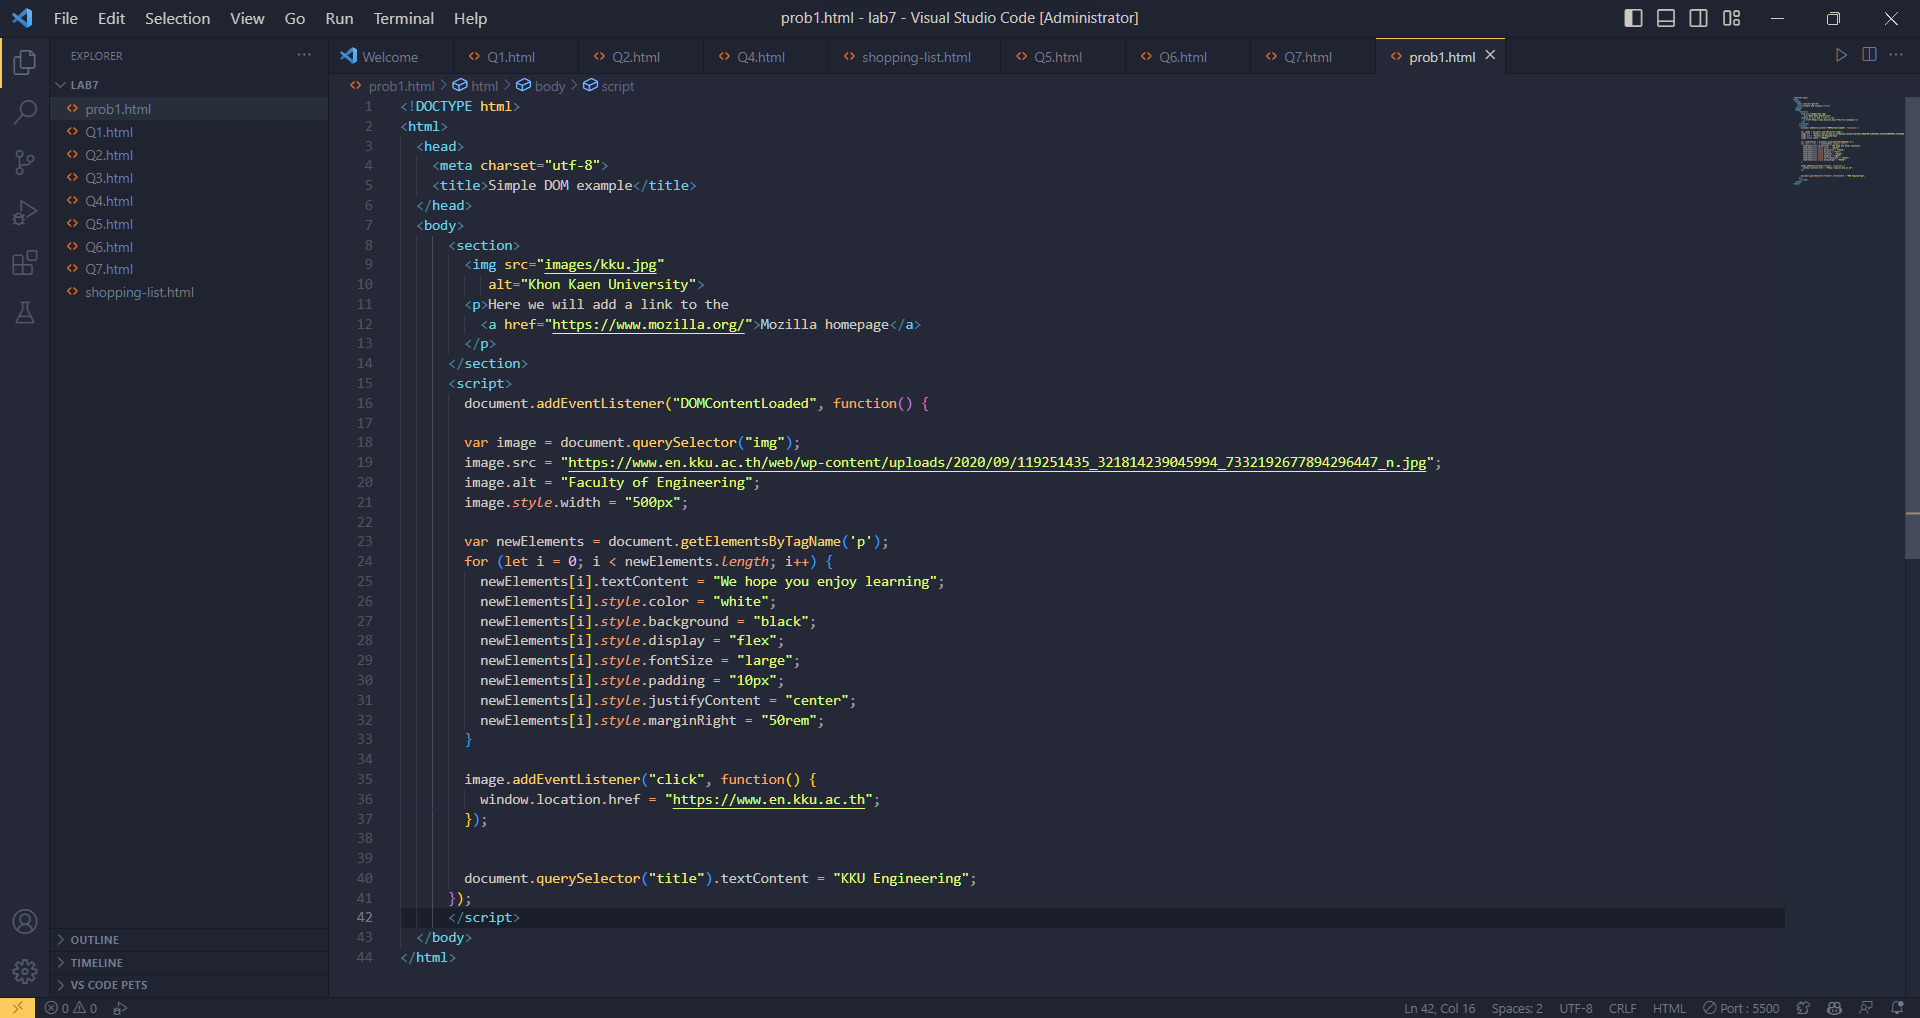 File Edit Selection View Go Run Terminal Help
prob1.html - lab7 - Visual Studio Code [Administrator]
EXPLORER
LAB7
prob1.html
Q1.html
Q2.html
Q3.html
Q4.html
Q5.html
Q6.html
Q7.html
shopping-list.html
OUTLINE
TIMELINE
VS CODE PETS
Welcome Q1.html Q2.html Q4.html shopping-list.html Q5.html Q6.html Q7.html prob1.html
prob1.html > html > body > script
1 <!DOCTYPE html>
2 <html>
3 <head>
4 <meta charset="utf-8">
5 <title>Simple DOM example</title>
6 </head>
7 <body>
8 <section>
9 <img src="images/kku.jpg"
10 alt="Khon Kaen University">
11 <p>Here we will add a link to the
12 <a href="https://www.mozilla.org/">Mozilla homepage</a>
13 </p>
14 </section>
15 <script>
16 document.addEventListener("DOMContentLoaded", function() {
17
18 var image = document.querySelector("img");
19 image.src = "https://www.en.kku.ac.th/web/wp-content/uploads/2020/09/119251435_321814239045994_7332192677894296447_n.jpg";
20 image.alt = "Faculty of Engineering";
21 image.style.width = "500px";
22
23 var newElements = document.getElementsByTagName('p');
24 for (let i = 0; i < newElements.length; i++) {
25 newElements[i].textContent = "We hope you enjoy learning";
26 newElements[i].style.color = "white";
27 newElements[i].style.background = "black";
28 newElements[i].style.display = "flex";
29 newElements[i].style.fontSize = "large";
30 newElements[i].style.padding = "10px";
31 newElements[i].style.justifyContent = "center";
32 newElements[i].style.marginRight = "50rem";
33 }
34
35 image.addEventListener("click", function() {
36 window.location.href = "https://www.en.kku.ac.th";
37 });
38
39
40 document.querySelector("title").textContent = "KKU Engineering";
41 });
42 </script>
43 </body>
44 </html>
0 0
Ln 42, Col 16 Spaces: 2 UTF-8 CRLF HTML Port : 5500